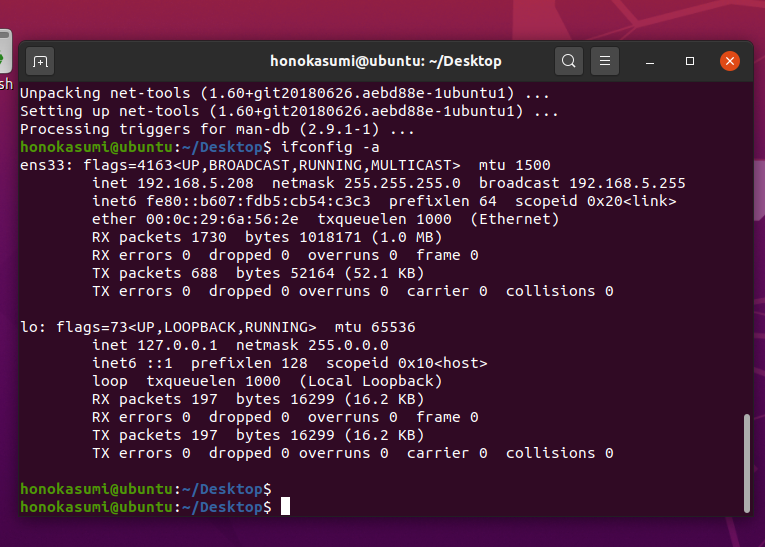 honokasumi@ubuntu: ~/Desktop
sh
Unpacking net-tools (1.60+git20180626.aebd88e-1ubuntu1) ...
Setting up net-tools (1.60+git20180626.aebd88e-1ubuntu1) ...
Processing triggers for man-db (2.9.1-1) ...
honokasumi@ubuntu:~/Desktop$ ifconfig -a
ens33: flags=4163<UP,BROADCAST,RUNNING,MULTICAST>  mtu 1500
        inet 192.168.5.208  netmask 255.255.255.0  broadcast 192.168.5.255
        inet6 fe80::b607:fdb5:cb54:c3c3  prefixlen 64  scopeid 0x20<link>
        ether 00:0c:29:6a:56:2e  txqueuelen 1000  (Ethernet)
        RX packets 1730  bytes 1018171 (1.0 MB)
        RX errors 0  dropped 0  overruns 0  frame 0
        TX packets 688  bytes 52164 (52.1 KB)
        TX errors 0  dropped 0 overruns 0  carrier 0  collisions 0

lo: flags=73<UP,LOOPBACK,RUNNING>  mtu 65536
        inet 127.0.0.1  netmask 255.0.0.0
        inet6 ::1  prefixlen 128  scopeid 0x10<host>
        loop  txqueuelen 1000  (Local Loopback)
        RX packets 197  bytes 16299 (16.2 KB)
        RX errors 0  dropped 0  overruns 0  frame 0
        TX packets 197  bytes 16299 (16.2 KB)
        TX errors 0  dropped 0 overruns 0  carrier 0  collisions 0

honokasumi@ubuntu:~/Desktop$
honokasumi@ubuntu:~/Desktop$